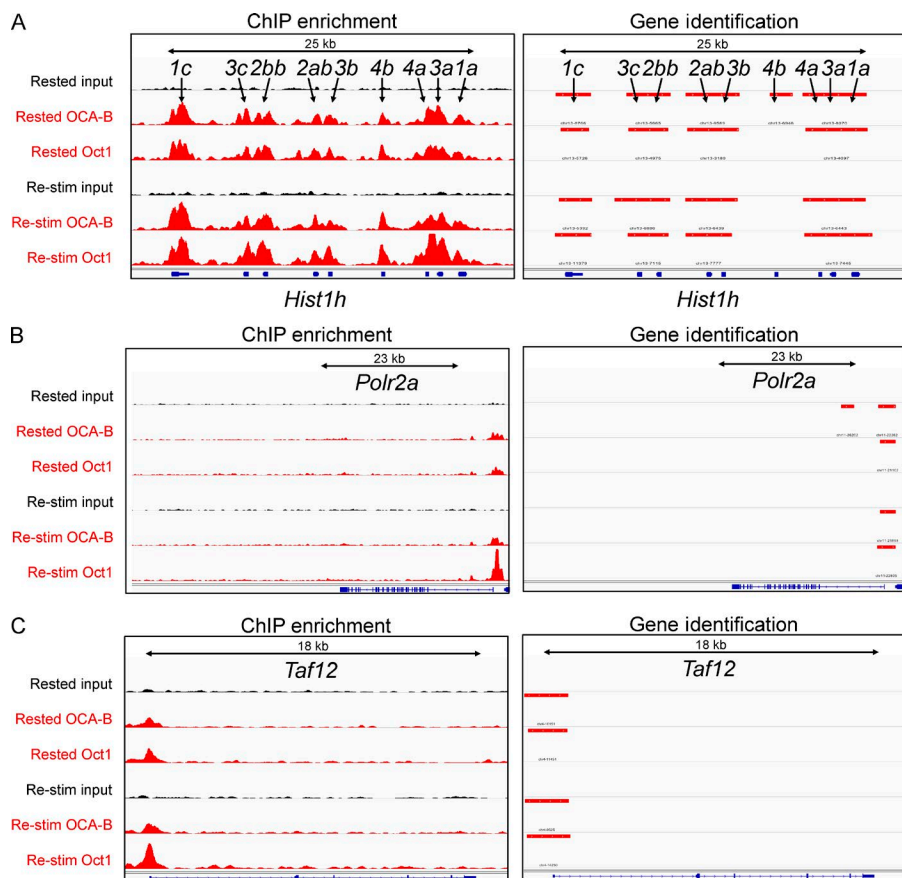 A
ChIP enrichment
Gene identification
25 kb
25 kb
1c 3c 2bb 2ab 3b 4b 4a 3a 1a
1c 3c 2bb 2ab 3b 4b 4a 3a 1a
Rested input
Rested OCA-B
Rested Oct1
Re-stim input
Re-stim OCA-B
Re-stim Oct1
Hist1h
Hist1h
B
ChIP enrichment
Gene identification
23 kb
23 kb
Polr2a
Polr2a
Rested input
Rested OCA-B
Rested Oct1
Re-stim input
Re-stim OCA-B
Re-stim Oct1
C
ChIP enrichment
Gene identification
18 kb
18 kb
Taf12
Taf12
Rested input
Rested OCA-B
Rested Oct1
Re-stim input
Re-stim OCA-B
Re-stim Oct1